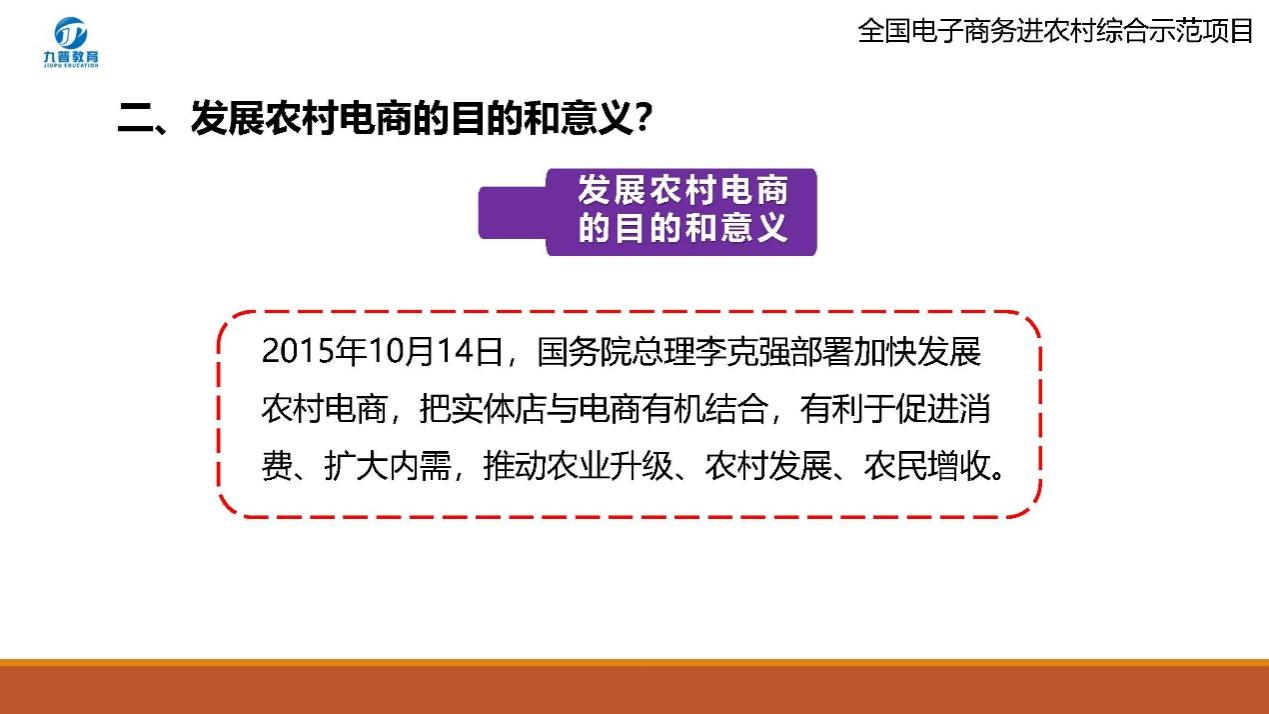 九普教育
JIUPU EDUCATION
全国电子商务进农村综合示范项目
二、发展农村电商的目的和意义？
发展农村电商
的目的和意义
2015年10月14日，国务院总理李克强部署加快发展
农村电商，把实体店与电商有机结合，有利于促进消
费、扩大内需，推动农业升级、农村发展、农民增收。